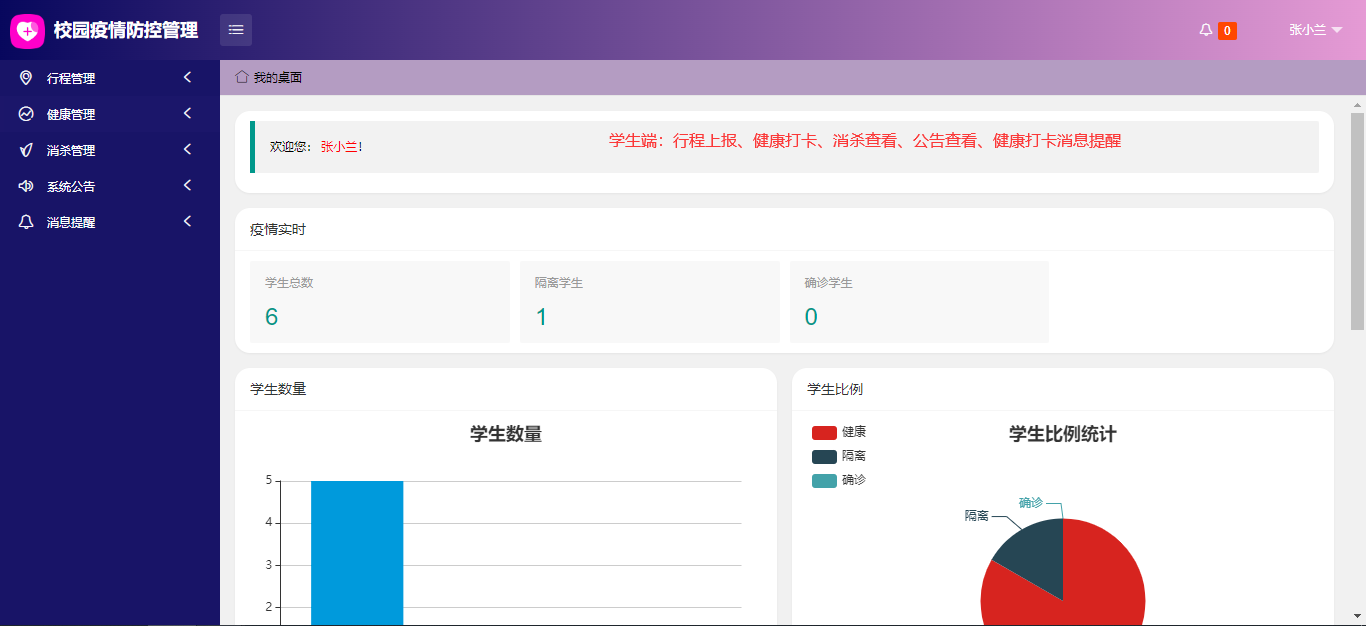 校园疫情防控管理
0
张小兰
行程管理
健康管理
消杀管理
系统公告
消息提醒
我的桌面
欢迎您：张小兰！
学生端：行程上报、健康打卡、消杀查看、公告查看、健康打卡消息提醒
疫情实时
学生总数
6
隔离学生
1
确诊学生
0
学生数量
学生数量
5
4
3
2
学生比例
学生比例统计
健康
隔离
确诊
确诊
隔离